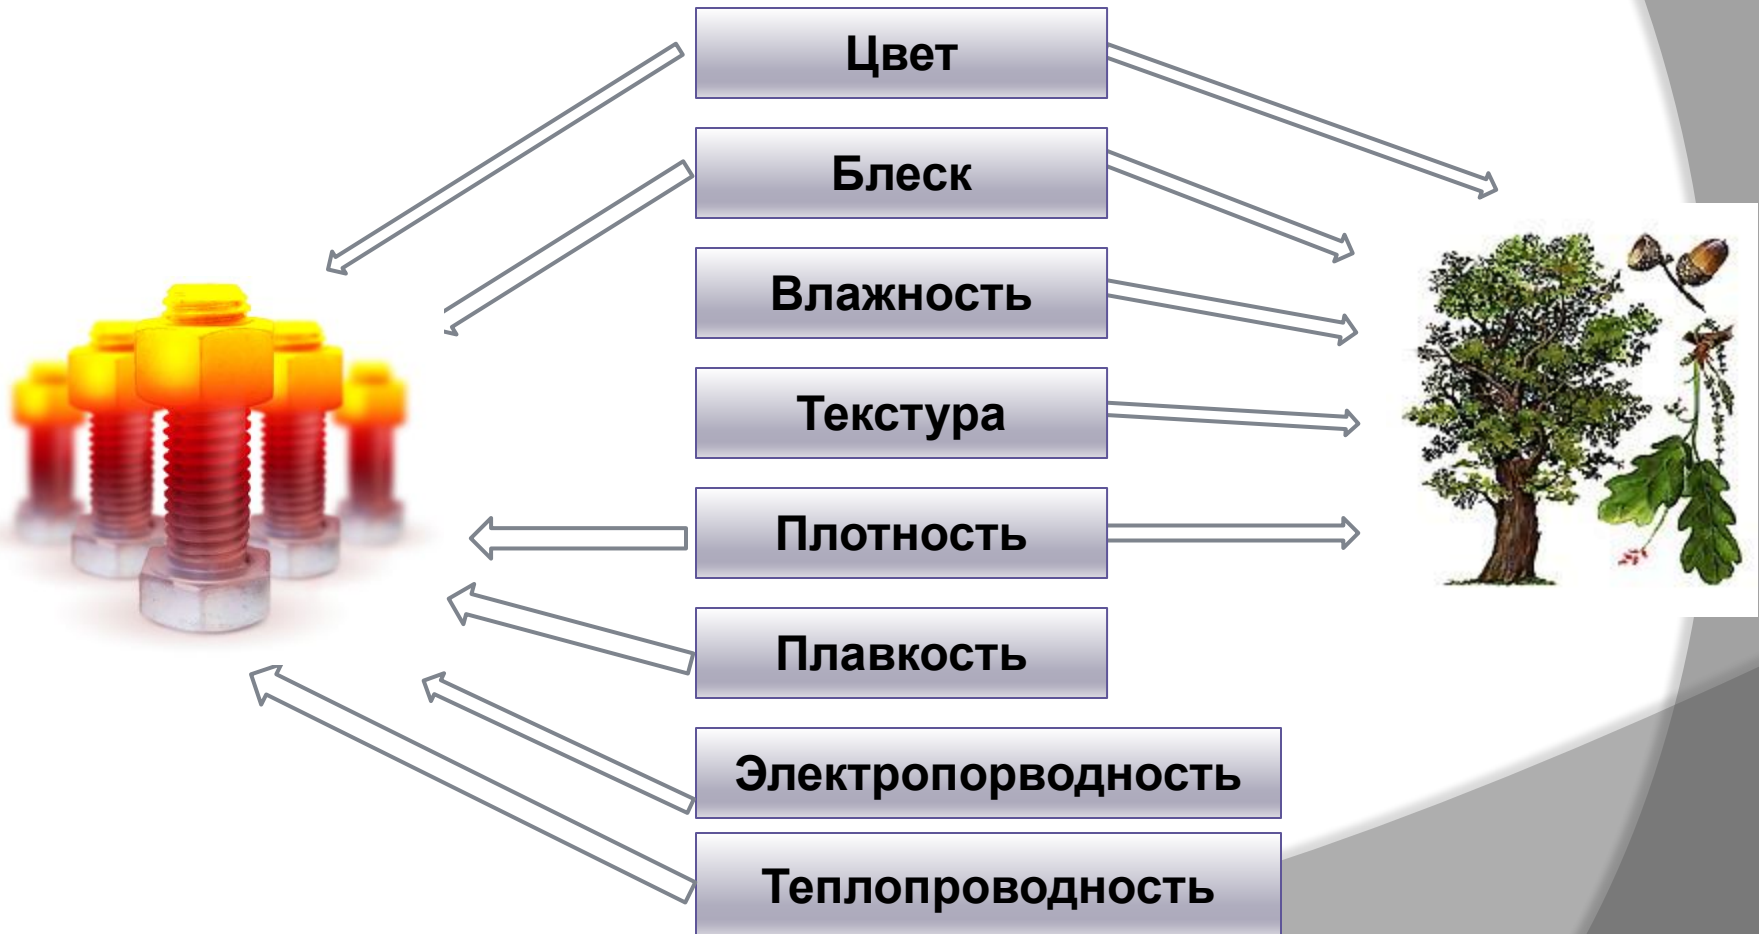 Цвет
Блеск
Влажность
Текстура
Плотность
Плавкость
Электропорводность
Теплопроводность